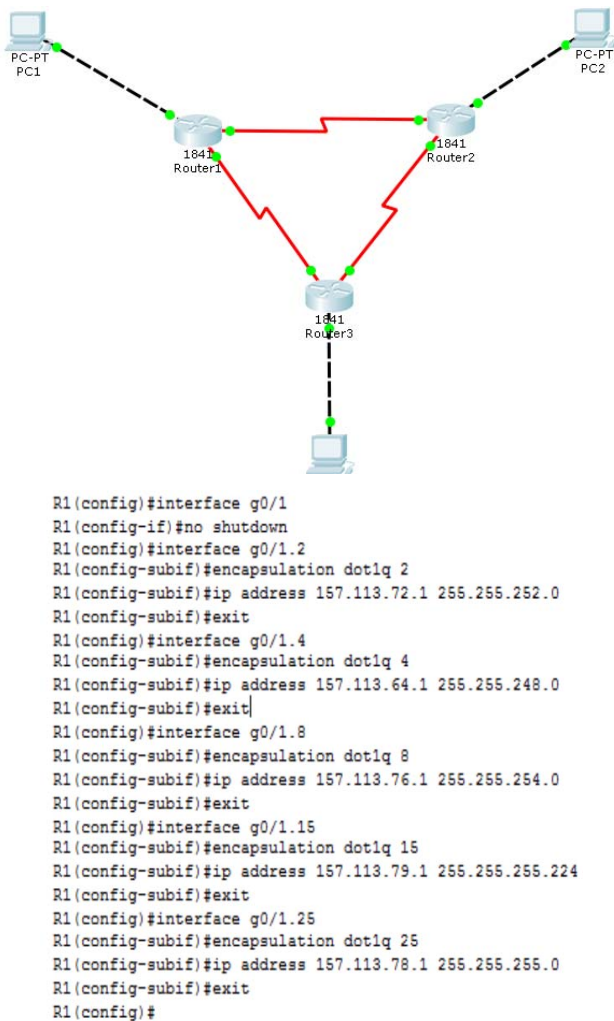 PC-PT
PC1
PC-PT
PC2
1841
Router1
1841
Router2
1841
Router3
R1(config)#interface g0/1
R1(config-if)#no shutdown
R1(config)#interface g0/1.2
R1(config-subif)#encapsulation dot1q 2
R1(config-subif)#ip address 157.113.72.1 255.255.252.0
R1(config-subif)#exit
R1(config)#interface g0/1.4
R1(config-subif)#encapsulation dot1q 4
R1(config-subif)#ip address 157.113.64.1 255.255.248.0
R1(config-subif)#exit
R1(config)#interface g0/1.8
R1(config-subif)#encapsulation dot1q 8
R1(config-subif)#ip address 157.113.76.1 255.255.254.0
R1(config-subif)#exit
R1(config)#interface g0/1.15
R1(config-subif)#encapsulation dot1q 15
R1(config-subif)#ip address 157.113.79.1 255.255.255.224
R1(config-subif)#exit
R1(config)#interface g0/1.25
R1(config-subif)#encapsulation dot1q 25
R1(config-subif)#ip address 157.113.78.1 255.255.255.0
R1(config-subif)#exit
R1(config)#